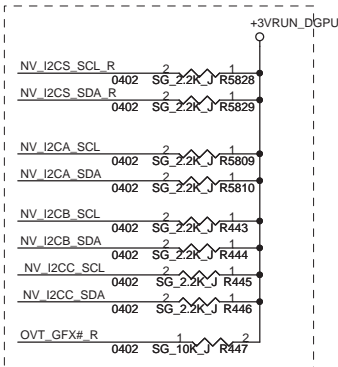 +3VRUN_DGPU
NV_I2CS_SCL_R 2 1
0402 SG_2.2K_J R5828
NV_I2CS_SDA_R 2 1
0402 SG_2.2K_J R5829
NV_I2CA_SCL 2 1
0402 SG_2.2K_J R5809
NV_I2CA_SDA 2 1
0402 SG_2.2K_J R5810
NV_I2CB_SCL 2 1
0402 SG_2.2K_J R443
NV_I2CB_SDA 2 1
0402 SG_2.2K_J R444
NV_I2CC_SCL 2 1
0402 SG_2.2K_J R445
NV_I2CC_SDA 2 1
0402 SG_2.2K_J R446
OVT_GFX#_R 1 2
0402 SG_10K_J R447